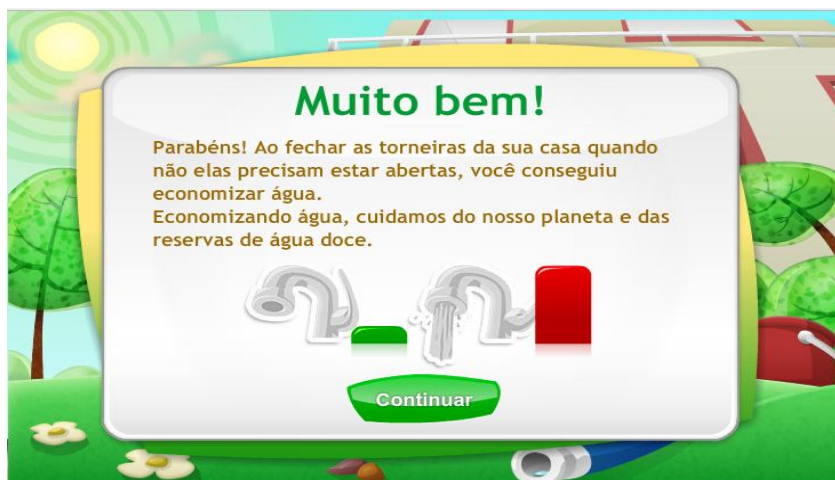 Muito bem!
Parabéns! Ao fechar as torneiras da sua casa quando
não elas precisam estar abertas, você conseguiu
economizar água.
Economizando água, cuidamos do nosso planeta e das
reservas de água doce.
Continuar